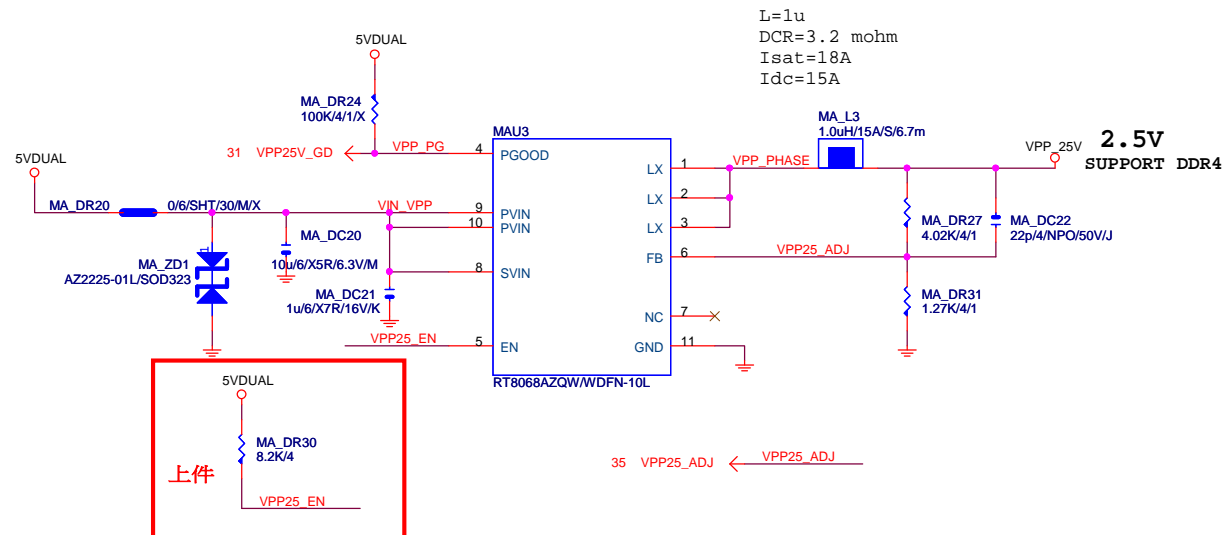 L=1u
DCR=3.2 mohm
Isat=18A
Idc=15A
5VDUAL
MA_DR24
100K/4/1/X
31 VPP25V_GD
VPP_PG
4
PGOOD
MAU3
5VDUAL
MA_DR20
0/6/SHT/30/M/X
VIN_VPP
9
PVIN
10
PVIN
MA_ZD1
AZ2225-01L/SOD323
1
MA_DC20
10u/6/X5R/6.3V/M
8
SVIN
MA_DC21
1u/6/X7R/16V/K
VPP25_EN
5
EN
LX
1
LX
2
LX
3
FB
6
NC
7
GND
11
RT8068AZQW/WDFN-10L
VPP_PHASE
MA_L3
1.0uH/15A/S/6.7m
VPP_25V
2.5V
SUPPORT DDR4
MA_DR27
4.02K/4/1
MA_DC22
22p/4/NPO/50V/J
VPP25_ADJ
MA_DR31
1.27K/4/1
5VDUAL
MA_DR30
8.2K/4
上件
VPP25_EN
35 VPP25_ADJ
VPP25_ADJ